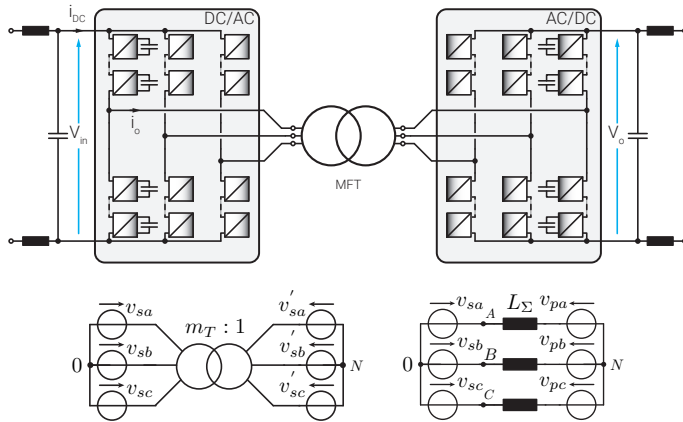 i_DC
DC/AC
AC/DC
V_in
i_o
V_o
MFT
v_sa
m_T : 1
v'_sa
v_sb
v'_sb
0
N
v_sc
v'_sc
v_sa
A
L_Σ
v_pa
v_sb
B
v_pb
0
N
v_sc
C
v_pc